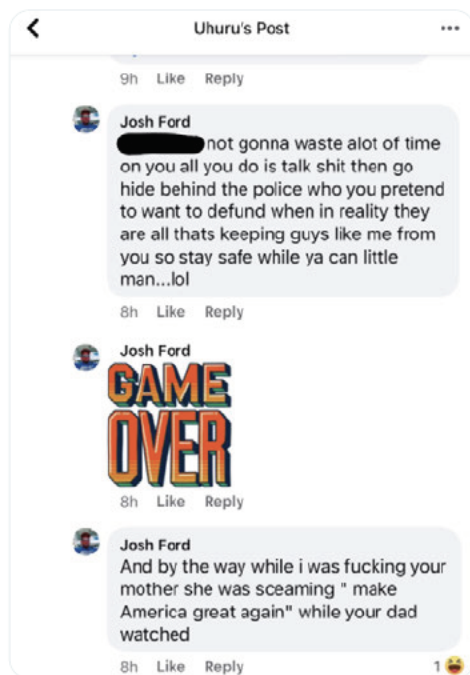 Uhuru's Post
9h Like Reply
Josh Ford
not gonna waste alot of time
on you all you do is talk shit then go
hide behind the police who you pretend
to want to defund when in reality they
are all thats keeping guys like me from
you so stay safe while ya can little
man...lol
8h Like Reply
Josh Ford
GAME
OVER
8h Like Reply
Josh Ford
And by the way while i was fucking your
mother she was sceaming " make
America great again" while your dad
watched
8h Like Reply 1